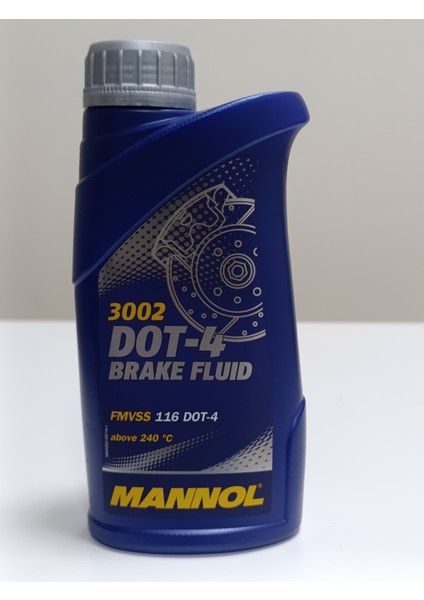 3002
DOT-4
BRAKE FLUID
FMVSS 116 DOT-4
above 240 °C
MANNOL